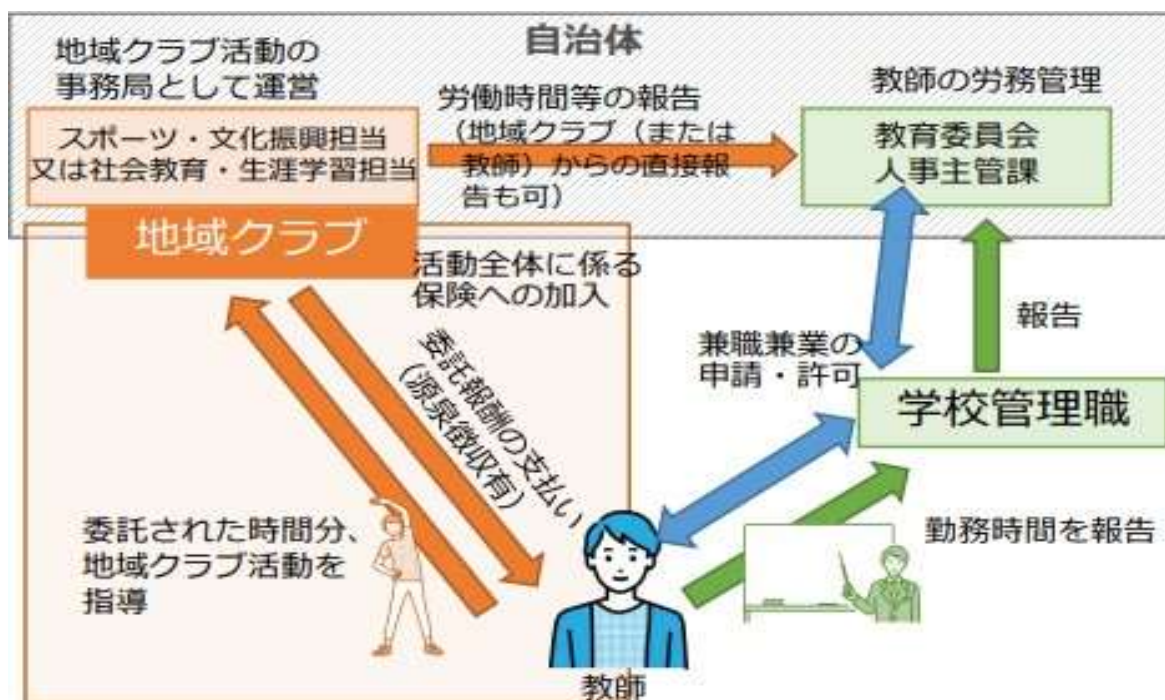 自治体
地域クラブ活動の
事務局として運営
スポーツ・文化振興担当
又は社会教育・生涯学習担当
地域クラブ
労働時間等の報告
（地域クラブ（または
教師）からの直接報
告も可）
教師の労務管理
教育委員会
人事主管課
活動全体に係る
保険への加入
委託報酬の支払い
（源泉徴収有）
兼職兼業の
申請・許可
報告
学校管理職
委託された時間分、
地域クラブ活動を
指導
勤務時間を報告
教師